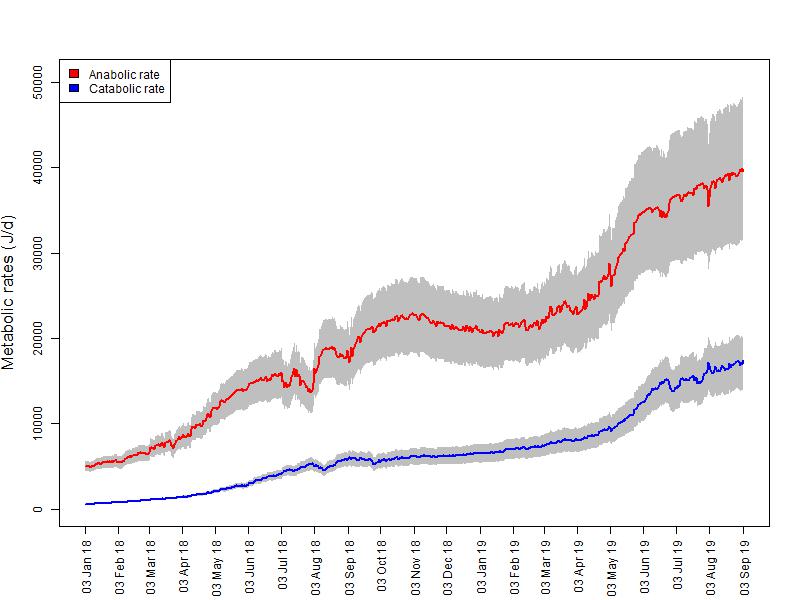 Anabolic rate
Catabolic rate
Metabolic rates (J/d)
50000
40000
30000
20000
10000
0
03 Jan 18
03 Feb 18
03 Mar 18
03 Apr 18
03 May 18
03 Jun 18
03 Jul 18
03 Aug 18
03 Sep 18
03 Oct 18
03 Nov 18
03 Dec 18
03 Jan 19
03 Feb 19
03 Mar 19
03 Apr 19
03 May 19
03 Jun 19
03 Jul 19
03 Aug 19
03 Sep 19